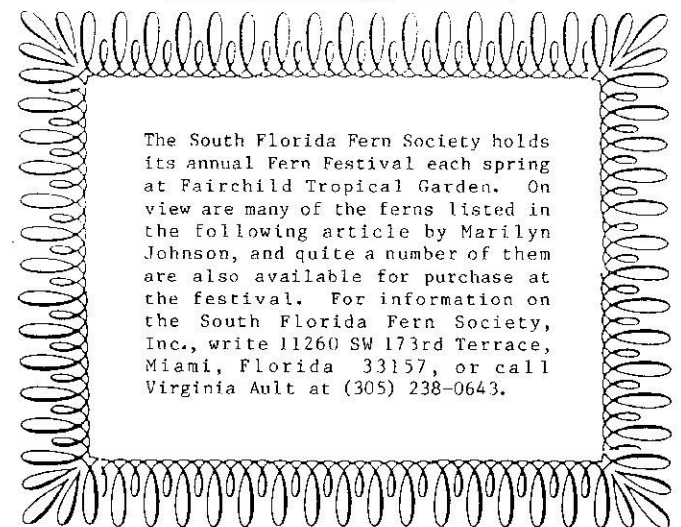 The South Florida Fern Society holds
its annual Fern Festival each spring
at Fairchild Tropical Garden. On
view are many of the ferns listed in
the following article by Marilyn
Johnson, and quite a number of them
are also available for purchase at
the festival. For information on
the South Florida Fern Society,
Inc., write 11260 SW 173rd Terrace,
Miami, Florida 33157, or call
Virginia Ault at (305) 238-0643.